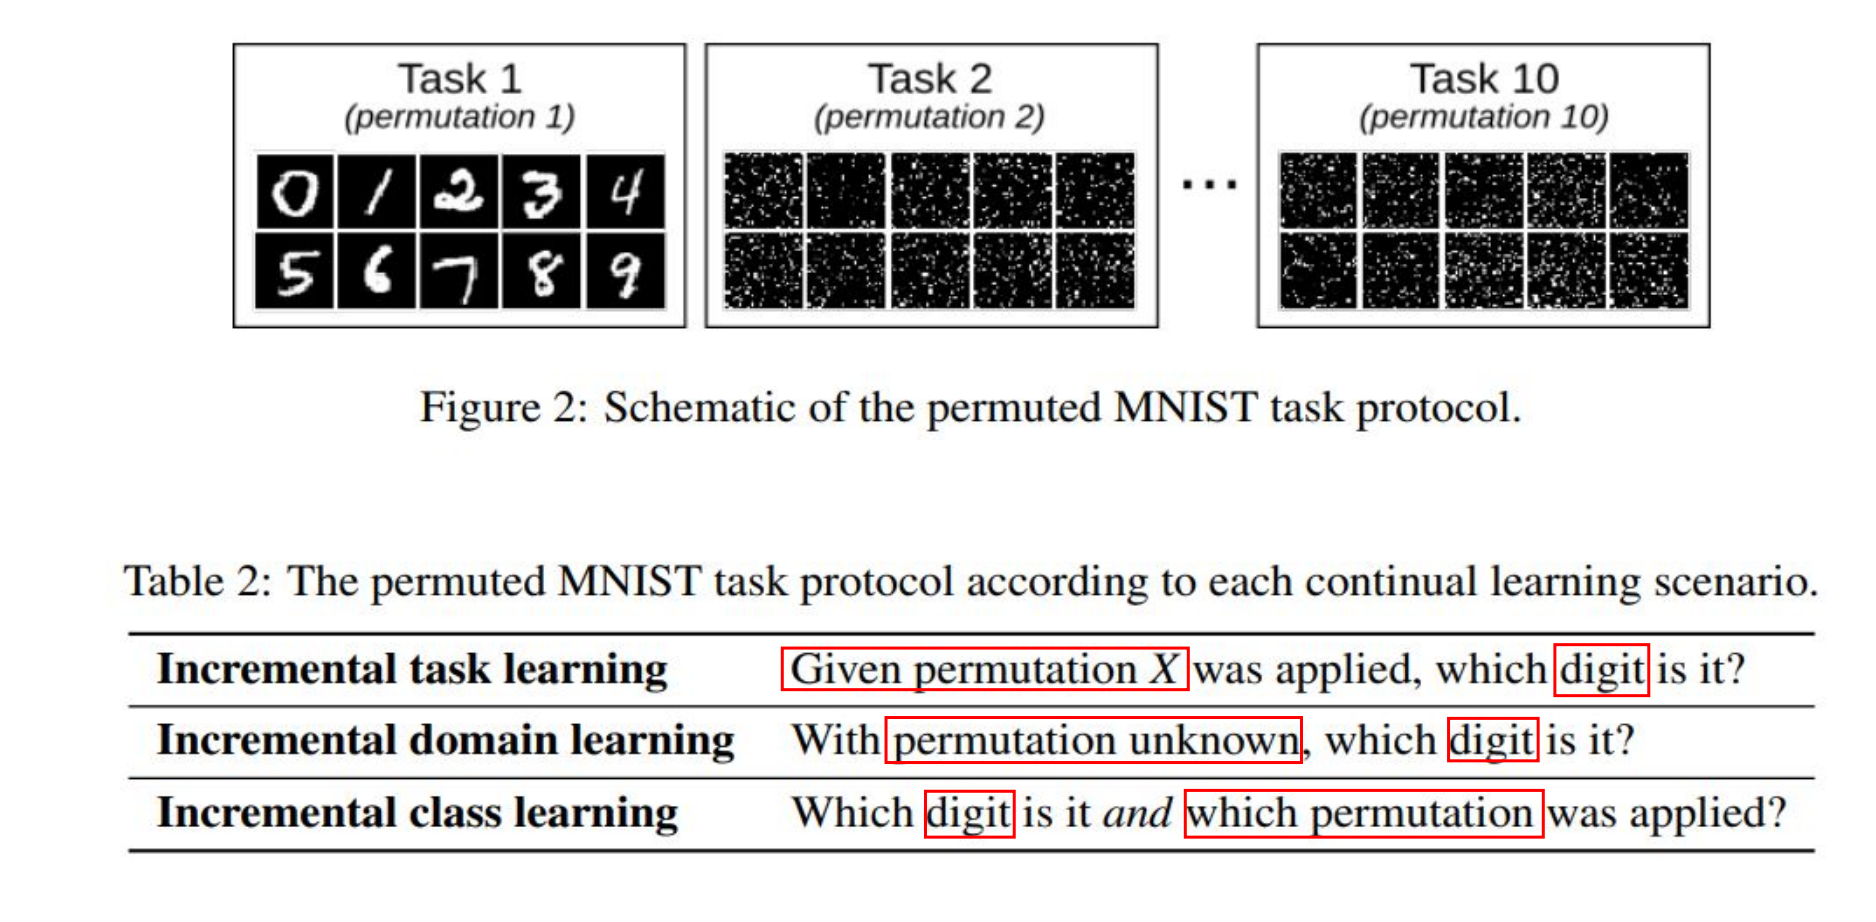 Task 1
(permutation 1)
0 1 2 3 4
5 6 7 8 9
Task 2
(permutation 2)
...
Task 10
(permutation 10)
Figure 2: Schematic of the permuted MNIST task protocol.
Table 2: The permuted MNIST task protocol according to each continual learning scenario.
Incremental task learning Given permutation X was applied, which digit is it?
Incremental domain learning With permutation unknown, which digit is it?
Incremental class learning Which digit is it and which permutation was applied?